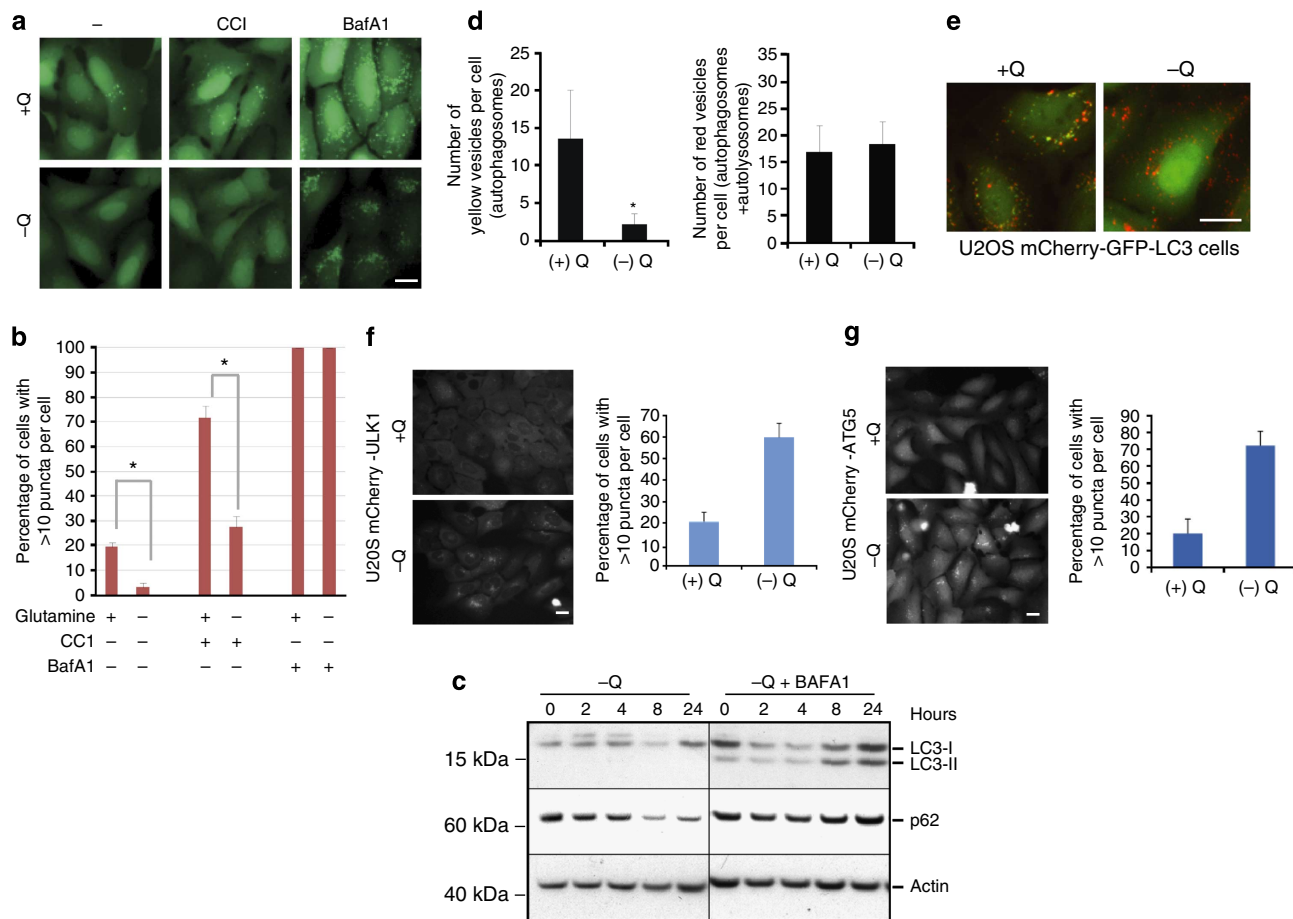 a
– CCI BafA1
+Q
–Q
b
Percentage of cells with
>10 puncta per cell
100
90
80
70
60
50
40
30
20
10
0
*
*
Glutamine + – + – + –
CC1 – – + + – –
BafA1 – – – – + +
d
Number of
yellow vesicles per cell
(autophagosomes)
25
20
15
10
5
0
*
(+) Q (–) Q
Number of red vesicles
per cell (autophagosomes
+autolysosomes)
35
30
25
20
15
10
5
0
(+) Q (–) Q
e
+Q –Q
U2OS mCherry-GFP-LC3 cells
f
U20S mCherry -ULK1
+Q
–Q
Percentage of cells with
>10 puncta per cell
70
60
50
40
30
20
10
0
(+) Q (–) Q
g
U20S mCherry -ATG5
+Q
–Q
Percentage of cells with
>10 puncta per cell
90
80
70
60
50
40
30
20
10
0
(+) Q (–) Q
c
–Q –Q + BAFA1
0 2 4 8 24 0 2 4 8 24 Hours
LC3-I
15 kDa
LC3-II
60 kDa p62
40 kDa Actin